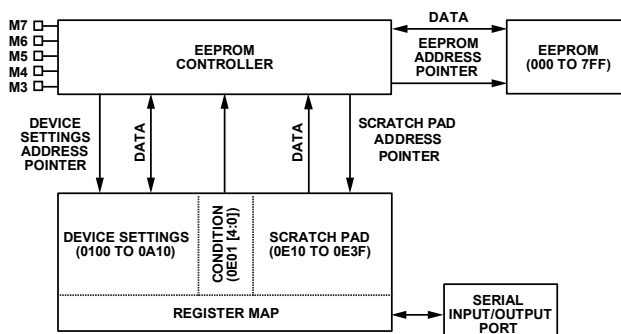 M7
M6
M5
M4
M3
EEPROM
CONTROLLER
DATA
EEPROM
ADDRESS
POINTER
EEPROM
(000 TO 7FF)
DEVICE
SETTINGS
ADDRESS
POINTER
DATA
DATA
SCRATCH PAD
ADDRESS
POINTER
DEVICE SETTINGS
(0100 TO 0A10)
CONDITION
(0E01 [4:0])
SCRATCH PAD
(0E10 TO 0E3F)
REGISTER MAP
SERIAL
INPUT/OUTPUT
PORT